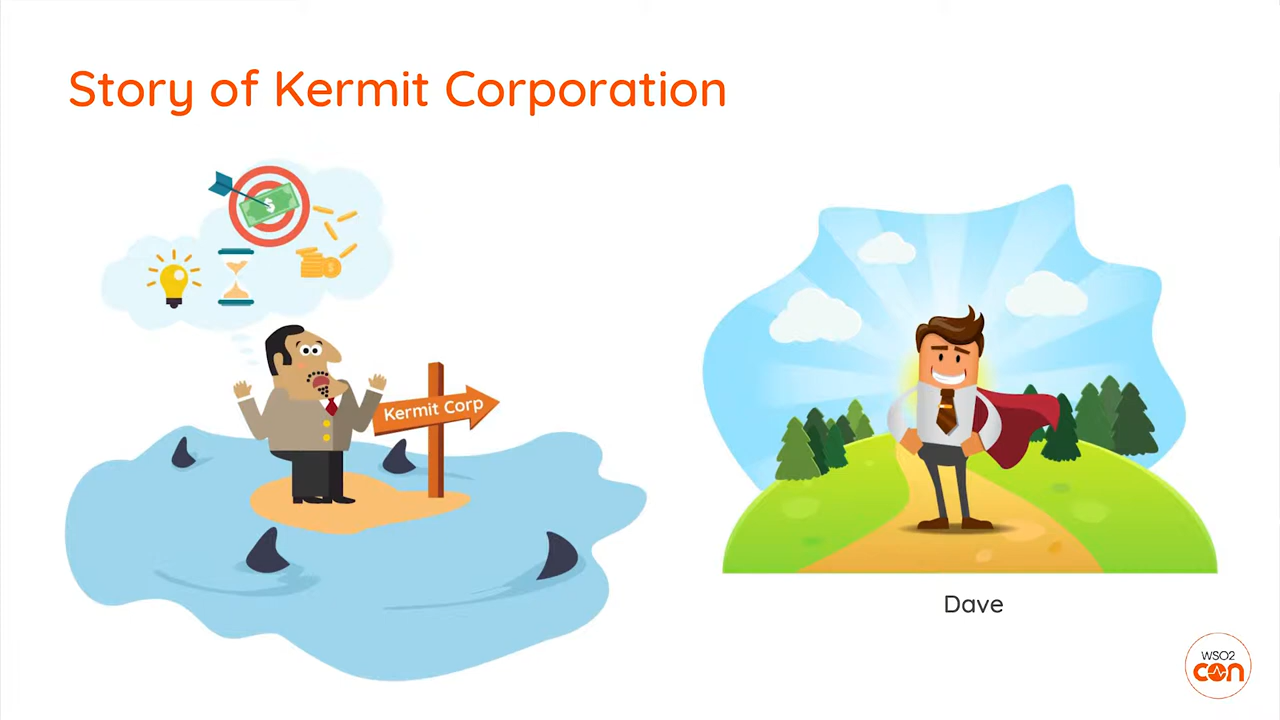 Story of Kermit Corporation
Kermit Corp
Dave
WSO2
con